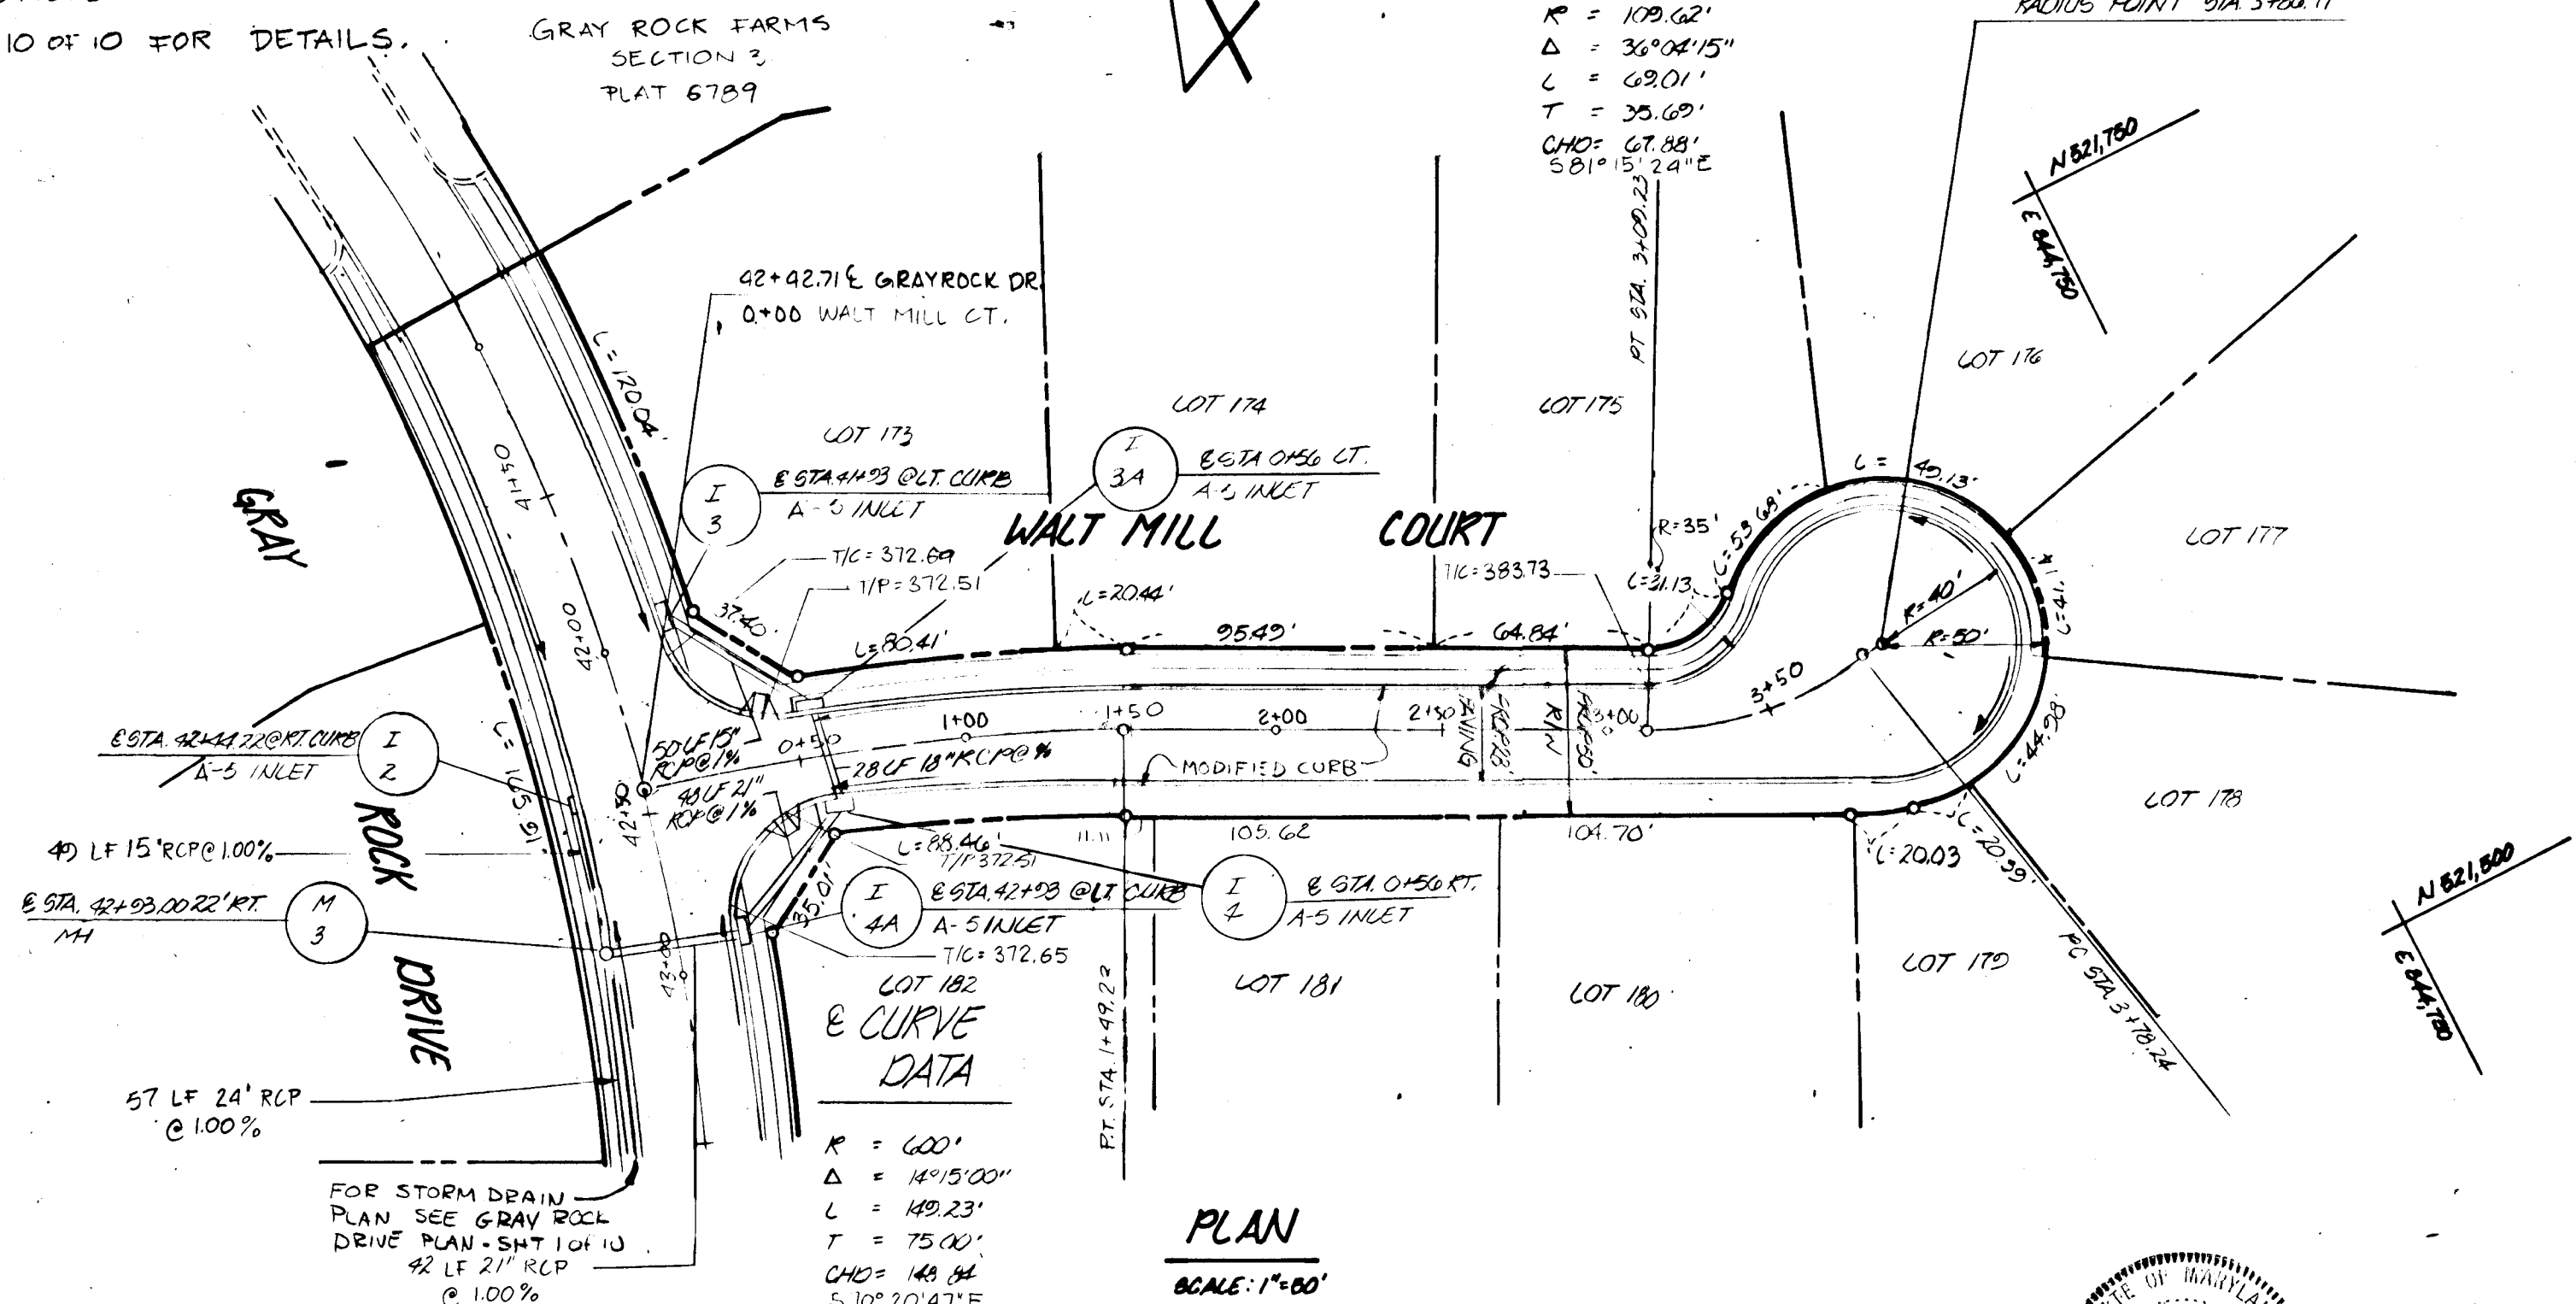 10 OF 10 FOR DETAILS.
GRAY ROCK FARMS
SECTION 3
PLAT 6789
R = 109.62'
Δ = 36°04'15"
L = 69.01'
T = 35.69'
CHD= 67.88'
S81°15'24"E
PT STA. 3+09.23
N 521,750
E 844,750
42+42.71 ℄ GRAYROCK DR.
0+00 WALT MILL CT.
L=120.04'
41+50
42+00
42+50
43+00
LOT 173
LOT 174
LOT 175
LOT 176
LOT 177
LOT 178
LOT 179
LOT 180
LOT 181
LOT 182
I
3
℄ STA.41+93 @LT. CURB
A-5 INLET
I
3A
℄ STA 0+56 LT.
A-5 INLET
WALT MILL COURT
GRAY ROCK DRIVE
T/C= 372.69
T/P= 372.51
37.40'
L=80.41'
L=20.44'
95.49'
64.84'
T/C= 383.73
R=35'
L=31.13
L=53.68'
L= 49.13'
L=41.14
R=40'
R=50'
L=44.98'
L=20.99'
L=20.03
PC STA 3+78.24
0+50
1+00
1+50
2+00
2+50
3+00
3+50
PAVING
R/W
MODIFIED CURB
50 LF 15"
RCP @ 1%
28 LF 18" RCP @ %
48 LF 21"
RCP @ 1%
℄ STA. 42+44.22@RT. CURB
A-5 INLET
I
2
L=
49 LF 15" RCP @ 1.00%
℄ STA. 42+93.00 22' RT.
MH
M
3
L=88.46'
T/P 372.51
11.11
105.62
104.70'
35.01'
I
4A
℄ STA.42+93 @LT. CURB
A-5 INLET
T/C= 372.65
I
4
℄ STA. 0+56 RT.
A-5 INLET
N 521,500
E 844,750
P.T. STA. 1+49.22
℄ CURVE
DATA
R = 600'
Δ = 14°15'00"
L = 149.23'
T = 75.00'
CHD= 148.84
57 LF 24' RCP
@ 1.00%
FOR STORM DRAIN
PLAN SEE GRAY ROCK
DRIVE PLAN - SHT 1 OF 10
42 LF 21" RCP
@ 1.00%
PLAN
SCALE: 1"=50'
STATE OF MARYLA